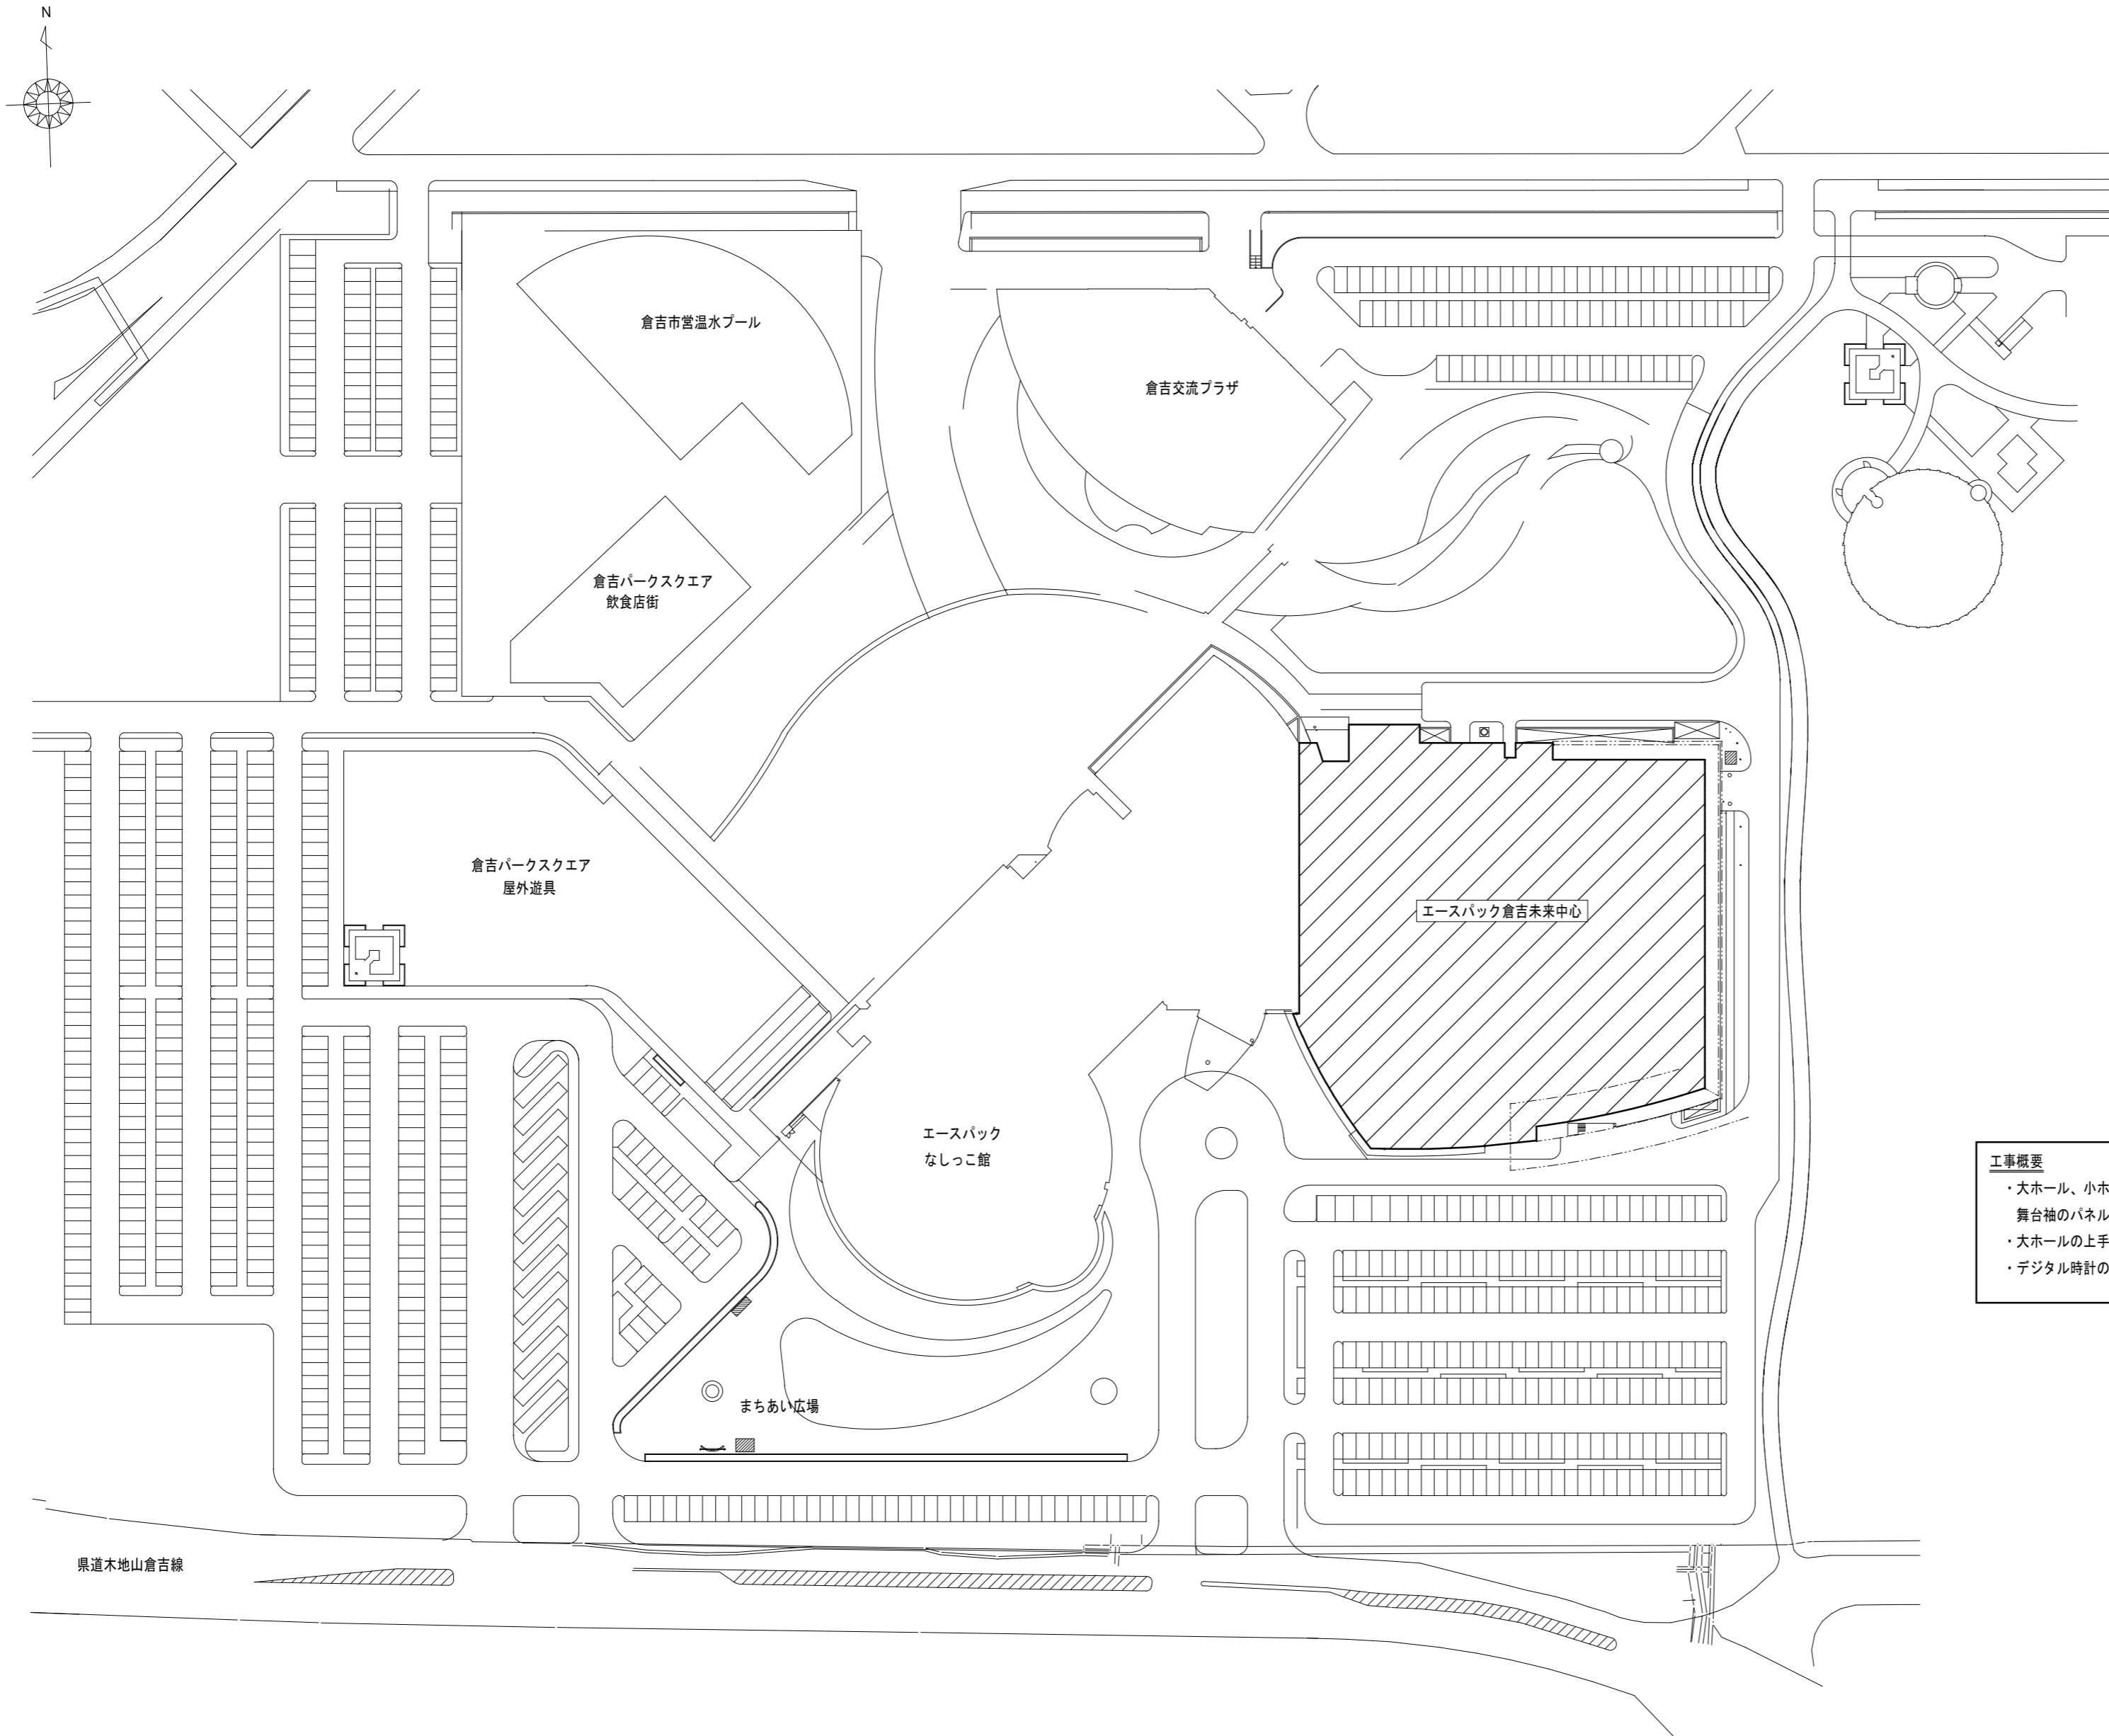 N
倉吉市営温水プール
倉吉交流プラザ
倉吉パークスクエア
飲食店街
倉吉パークスクエア
屋外遊具
エースパック倉吉未来中心
エースパック
なしっこ館
工事概要
・大ホール、小ホ
舞台袖のパネル
・大ホールの上手
・デジタル時計の
まちあい広場
県道木地山倉吉線